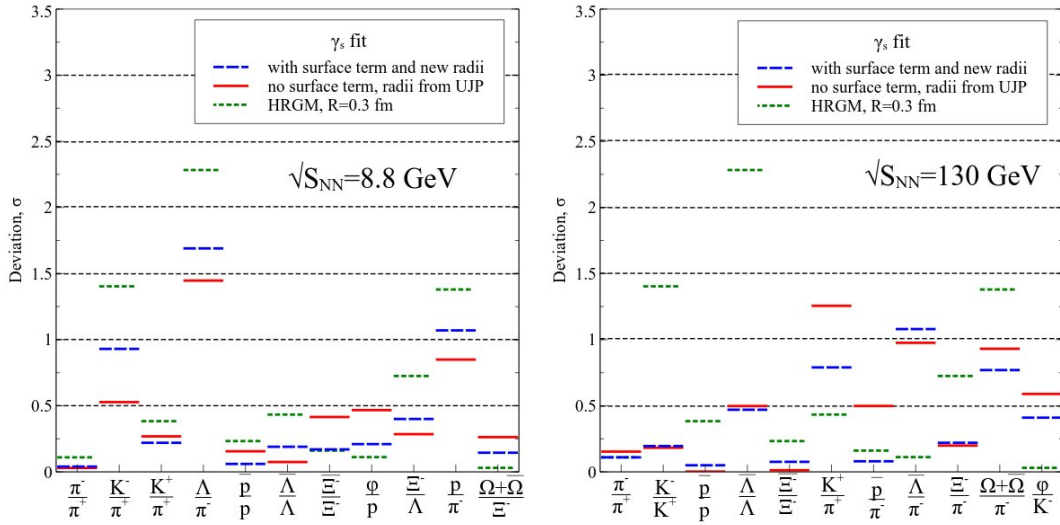 3.5
3
2.5
2
1.5
1
0.5
0
Deviation, σ
γs fit
with surface term and new radii
no surface term, radii from UJP
HRGM, R=0.3 fm
√SNN=8.8 GeV
π⁻/π⁺ K⁻/π⁺ K⁺/π⁺ Λ/π⁻ p̅/p Λ̅/Λ Ξ̅⁻/Ξ⁻ φ/p Ξ⁻/Λ p/π⁻ Ω+Ω̅/Ξ⁻
3.5
3
2.5
2
1.5
1
0.5
0
Deviation, σ
γs fit
with surface term and new radii
no surface term, radii from UJP
HRGM, R=0.3 fm
√SNN=130 GeV
π⁻/π⁺ K⁻/K⁺ p̅/p Λ̅/Λ Ξ̅⁻/Ξ⁻ K⁺/π⁺ p̅/π⁻ Λ̅/π⁻ Ξ⁻/π⁻ Ω+Ω̅/π⁻ φ/K⁻